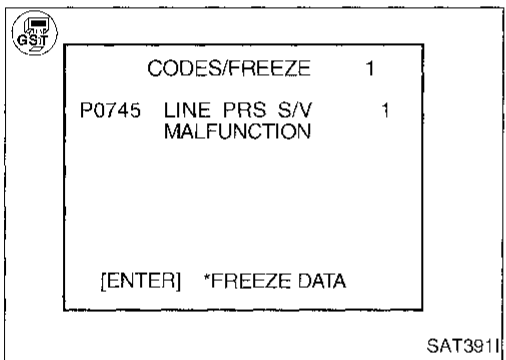 GST
CODES/FREEZE 1
P0745 LINE PRS S/V 1
MALFUNCTION
[ENTER] *FREEZE DATA
SAT391I